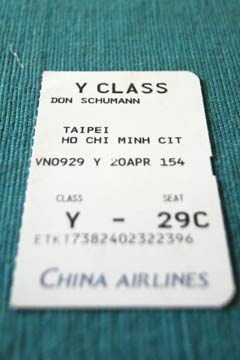 Y CLASS
DON SCHUMANN
TAIPEI
HO CHI MINH CIT
VN0929 Y 20APR 154
CLASS SEAT
Y - 29C
ETKT7382402322396
CHINA AIRLINES